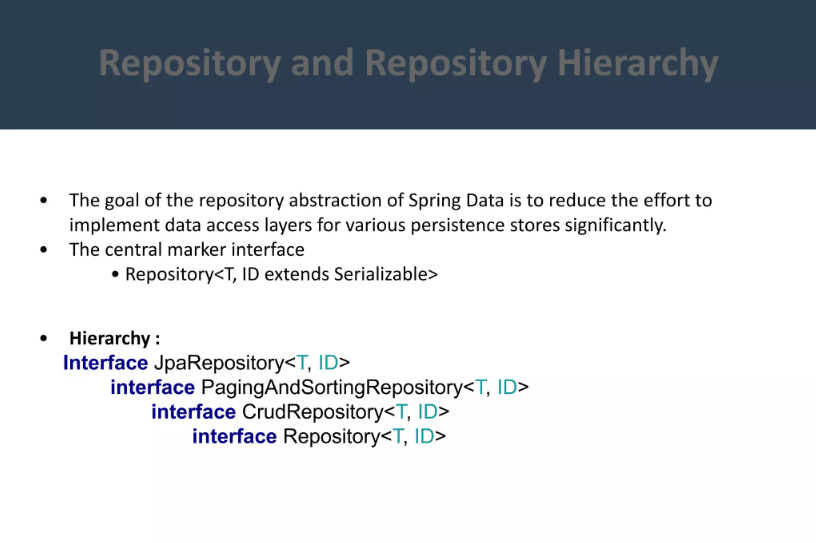 Repository and Repository Hierarchy
• The goal of the repository abstraction of Spring Data is to reduce the effort to
implement data access layers for various persistence stores significantly.
• The central marker interface
• Repository<T, ID extends Serializable>
• Hierarchy :
Interface JpaRepository<T, ID>
interface PagingAndSortingRepository<T, ID>
interface CrudRepository<T, ID>
interface Repository<T, ID>